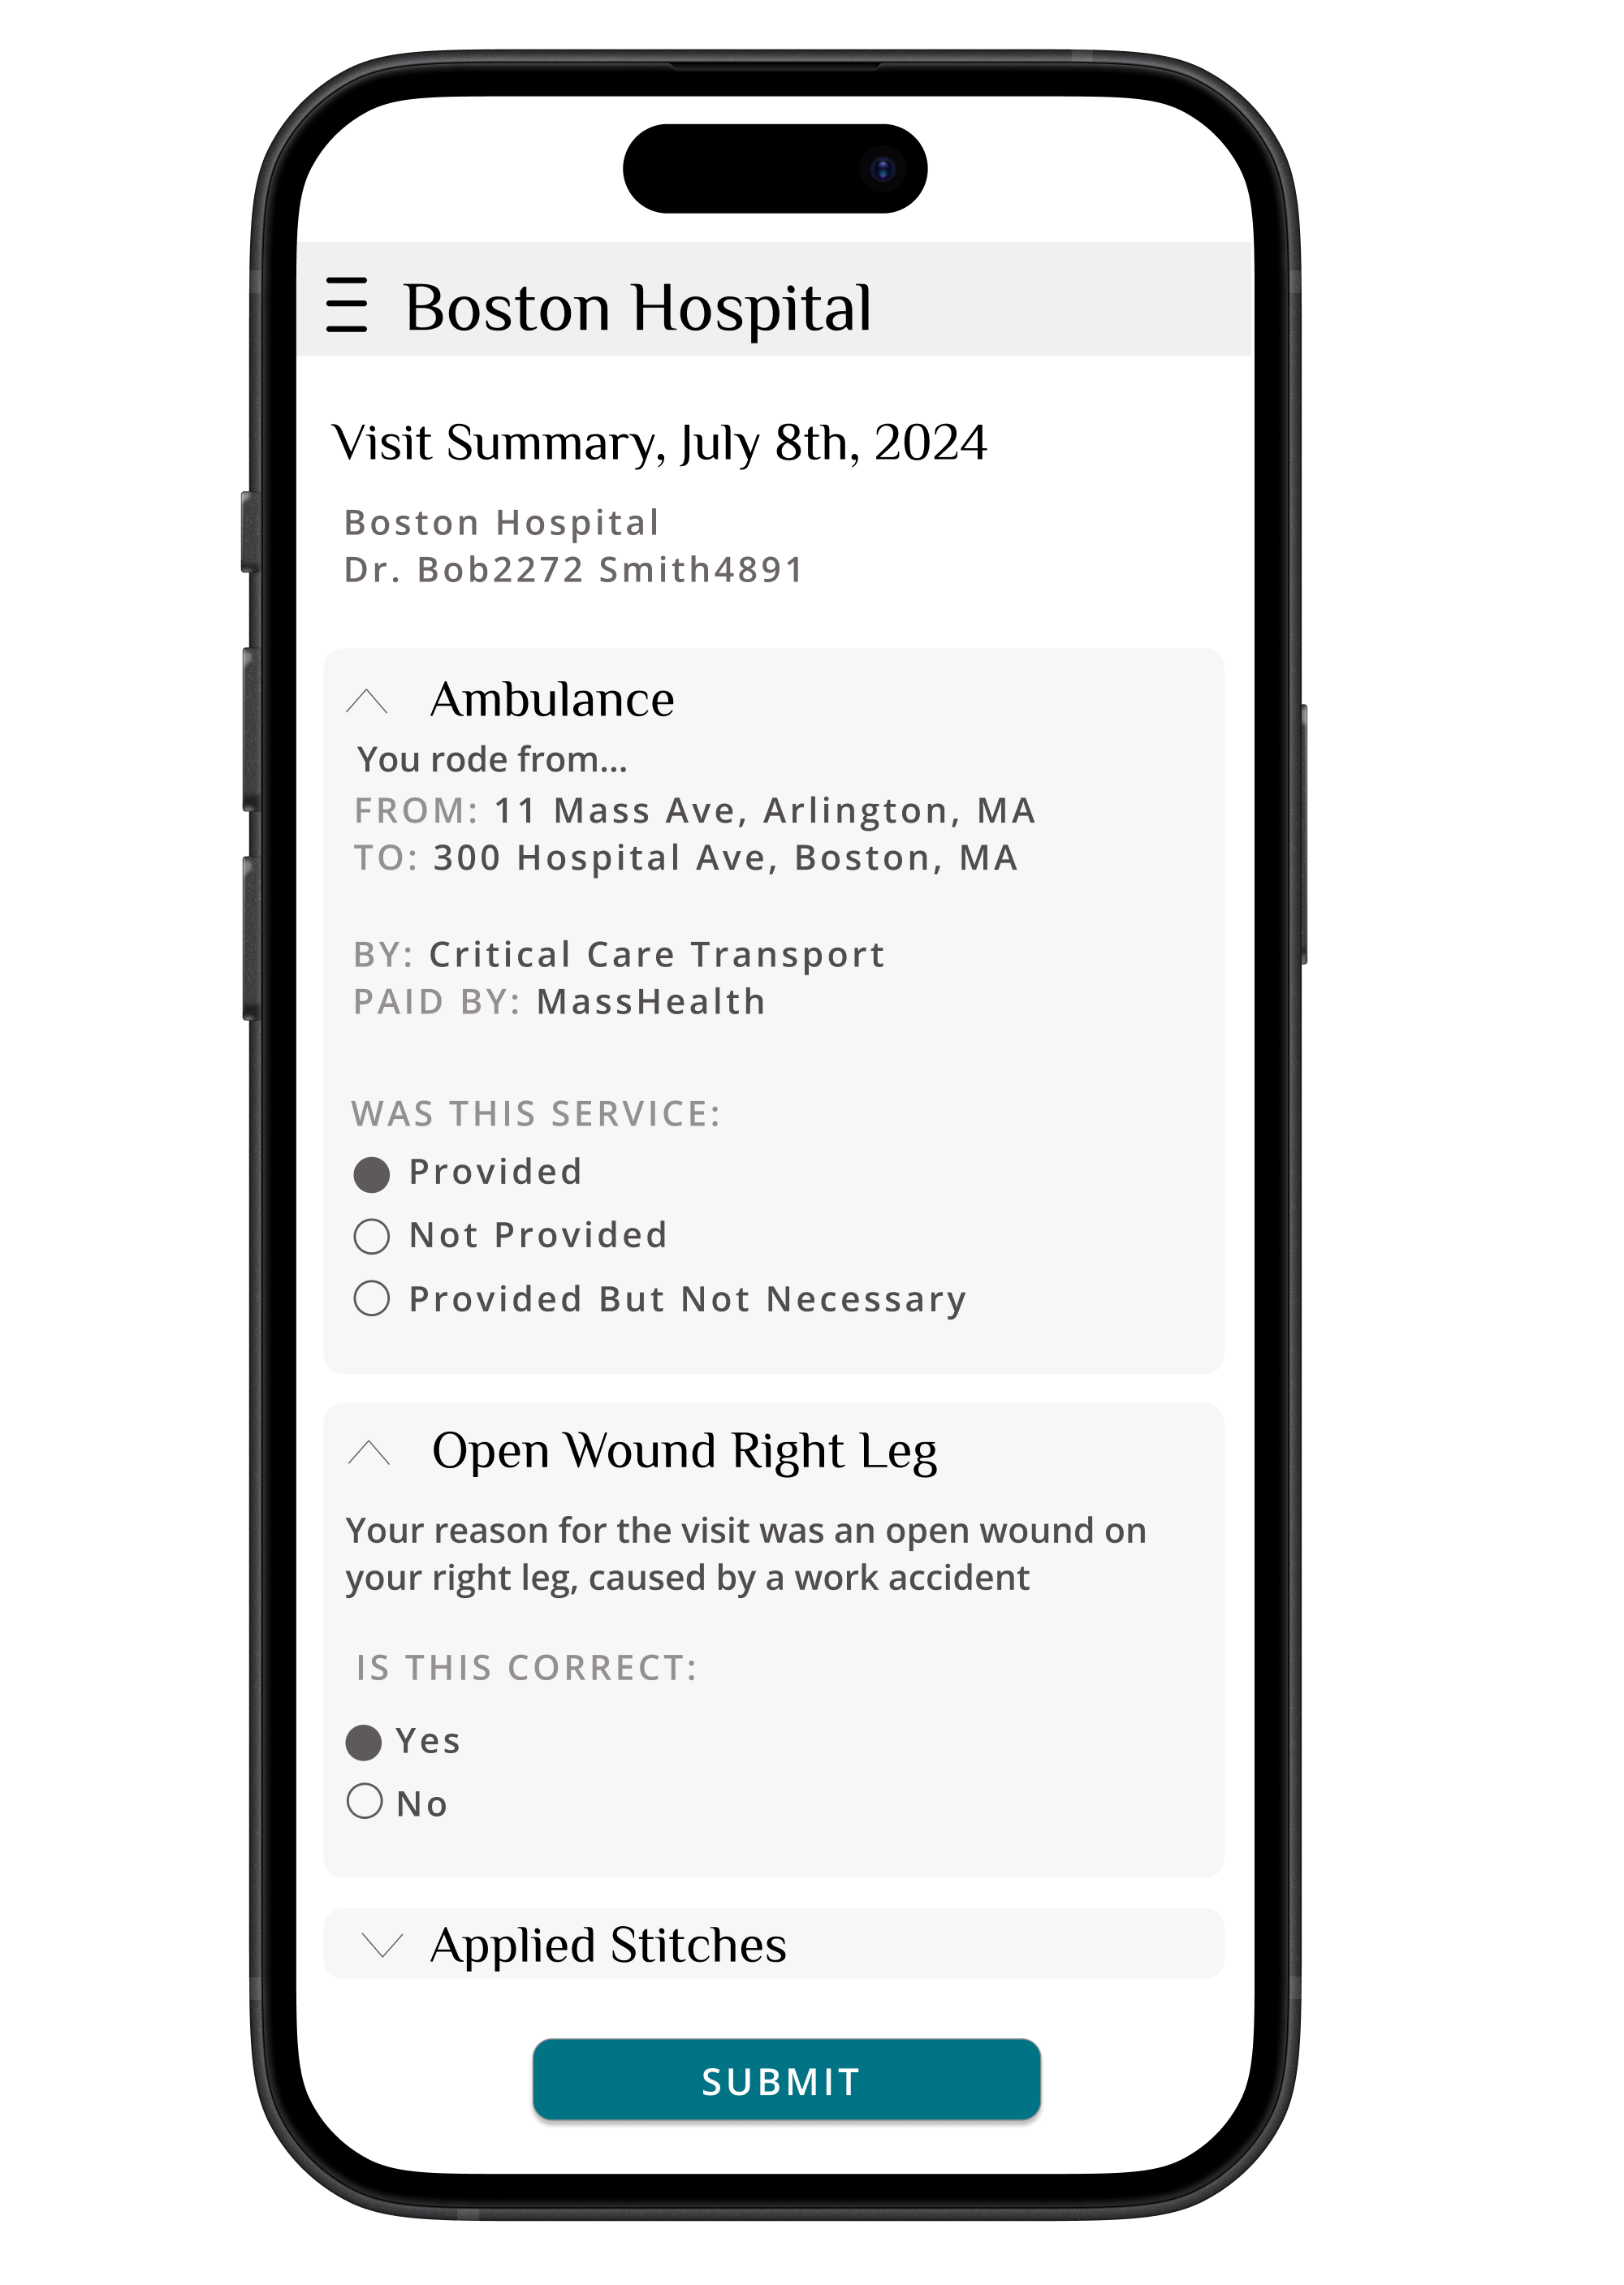 Boston Hospital
Visit Summary, July 8th, 2024
Boston Hospital
Dr. Bob2272 Smith4891
Ambulance
You rode from...
FROM: 11 Mass Ave, Arlington, MA
TO: 300 Hospital Ave, Boston, MA
BY: Critical Care Transport
PAID BY: MassHealth
WAS THIS SERVICE:
Provided
Not Provided
Provided But Not Necessary
Open Wound Right Leg
Your reason for the visit was an open wound on
your right leg, caused by a work accident
IS THIS CORRECT:
Yes
No
Applied Stitches
SUBMIT